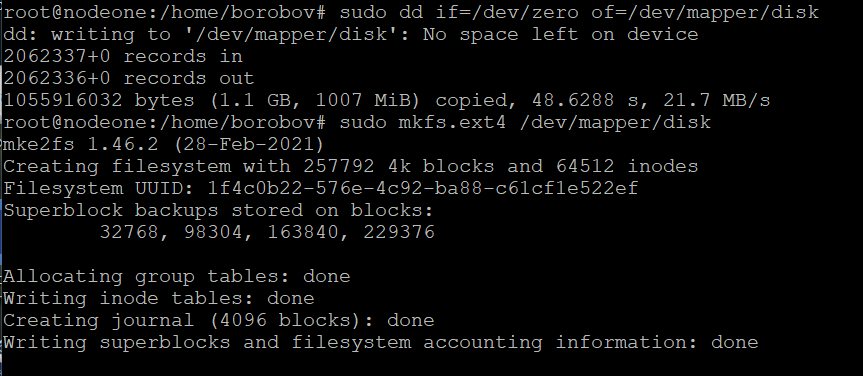 root@nodeone:/home/borobov# sudo dd if=/dev/zero of=/dev/mapper/disk
dd: writing to '/dev/mapper/disk': No space left on device
2062337+0 records in
2062336+0 records out
1055916032 bytes (1.1 GB, 1007 MiB) copied, 48.6288 s, 21.7 MB/s
root@nodeone:/home/borobov# sudo mkfs.ext4 /dev/mapper/disk
mke2fs 1.46.2 (28-Feb-2021)
Creating filesystem with 257792 4k blocks and 64512 inodes
Filesystem UUID: 1f4c0b22-576e-4c92-ba88-c61cf1e522ef
Superblock backups stored on blocks:
        32768, 98304, 163840, 229376

Allocating group tables: done
Writing inode tables: done
Creating journal (4096 blocks): done
Writing superblocks and filesystem accounting information: done